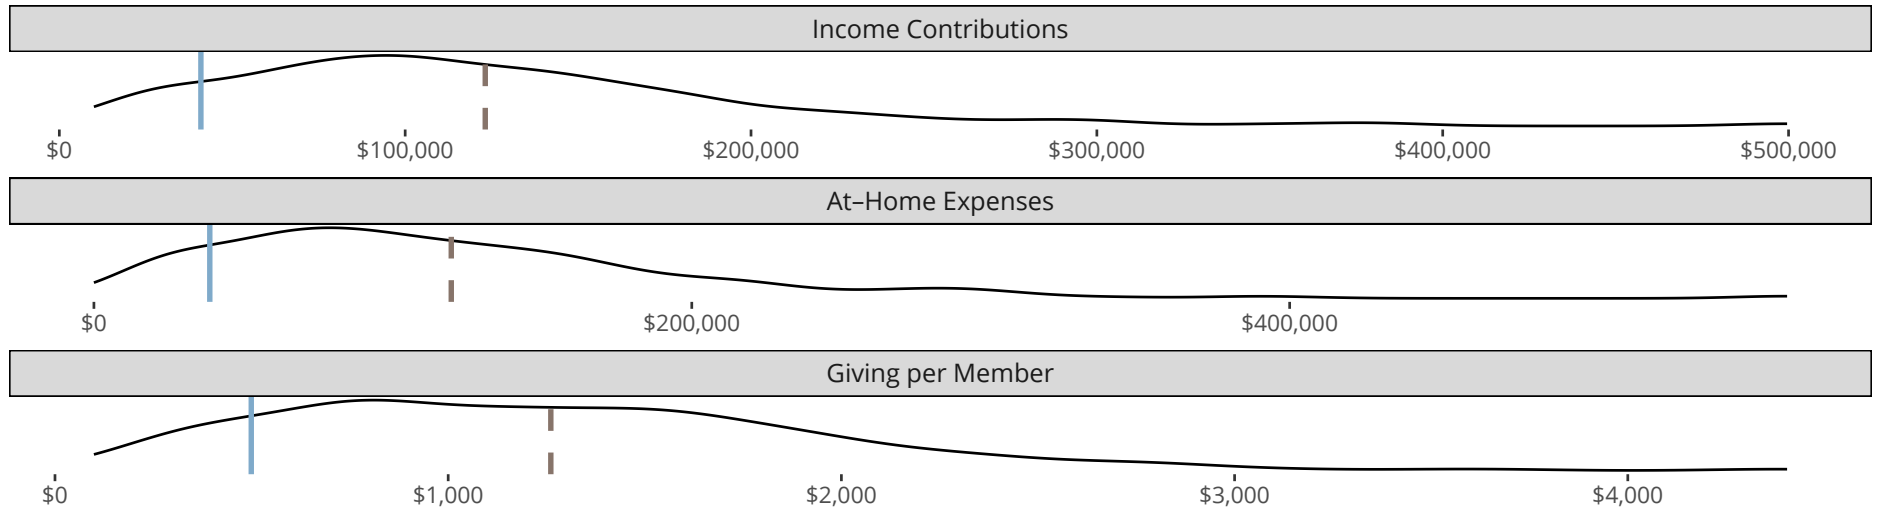 Income Contributions
$0 $100,000 $200,000 $300,000 $400,000 $500,000
At–Home Expenses
$0 $200,000 $400,000
Giving per Member
$0 $1,000 $2,000 $3,000 $4,000